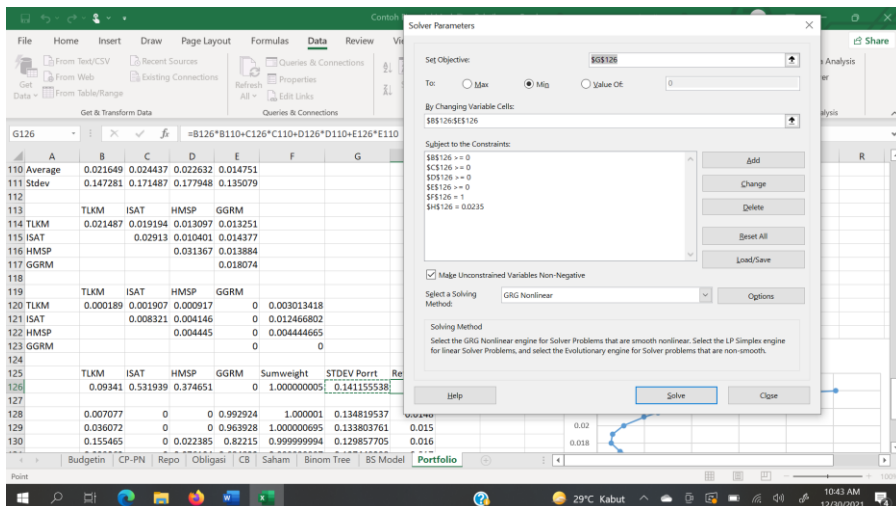 Conto
Solver Parameters
File Home Insert Draw Page Layout Formulas Data Review Vi
Share
Get Data
From Text/CSV
From Web
From Table/Range
Recent Sources
Existing Connections
Get & Transform Data
Refresh All
Queries & Connections
Properties
Edit Links
Queries & Connections
Analysis
G126 fx =B126*B110+C126*C110+D126*D110+E126*E110
A B C D E F G R
110 Average 0.021649 0.024437 0.022632 0.014751
111 Stdev 0.147281 0.171487 0.177948 0.135079
112
113 TLKM ISAT HMSP GGRM
114 TLKM 0.021487 0.019194 0.013097 0.013251
115 ISAT 0.02913 0.010401 0.014377
116 HMSP 0.031367 0.013884
117 GGRM 0.018074
118
119 TLKM ISAT HMSP GGRM
120 TLKM 0.000189 0.001907 0.000917 0 0.003013418
121 ISAT 0.008321 0.004146 0 0.012466802
122 HMSP 0.004445 0 0.004444665
123 GGRM 0 0
124
125 TLKM ISAT HMSP GGRM Sumweight STDEV Porrt Re
126 0.09341 0.531939 0.374651 0 1.000000005 0.141155538
127
128 0.007077 0 0 0.992924 1.000001 0.134819537 0.0148
129 0.036072 0 0 0.963928 1.000000695 0.133803761 0.015
130 0.155465 0 0.022385 0.82215 0.999999994 0.129857705 0.016
Set Objective: $G$126
To: Max Min Value Of: 0
By Changing Variable Cells:
$B$126:$E$126
Subject to the Constraints:
$B$126 >= 0
$C$126 >= 0
$D$126 >= 0
$E$126 >= 0
$F$126 = 1
$H$126 = 0.0235
Add
Change
Delete
Reset All
Load/Save
Make Unconstrained Variables Non-Negative
Select a Solving Method: GRG Nonlinear Options
Solving Method
Select the GRG Nonlinear engine for Solver Problems that are smooth nonlinear. Select the LP Simplex engine
for linear Solver Problems, and select the Evolutionary engine for Solver problems that are non-smooth.
Help Solve Close
0.02
0.018
Budgetin CP-PN Repo Obligasi CB Saham Binom Tree BS Model Portfolio
Point
29°C Kabut
10:43 AM
12/30/2021